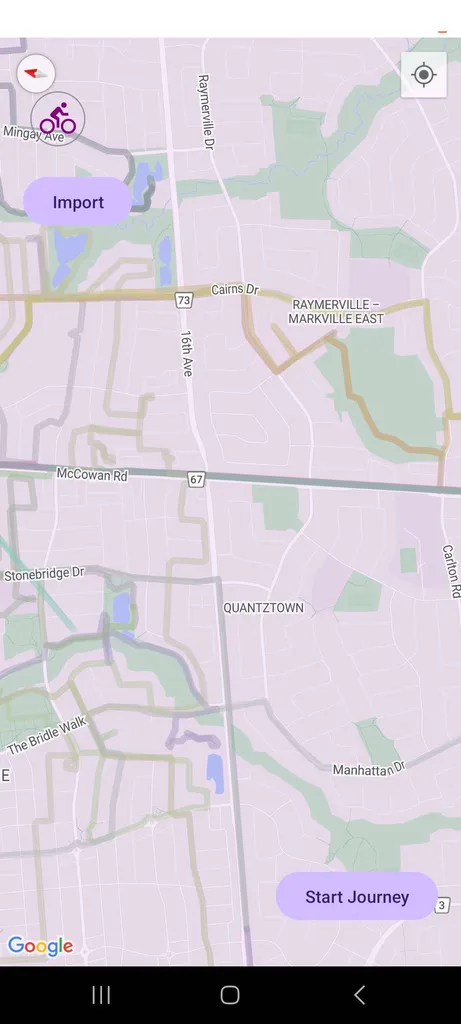 Raymerville Dr
Mingay Ave
Import
Cairns Dr
73
RAYMERVILLE –
MARKVILLE EAST
16th Ave
McCowan Rd
67
Carlton Rd
Stonebridge Dr
QUANTZTOWN
The Bridle Walk
Manhattan Dr
E
Start Journey
3
Google